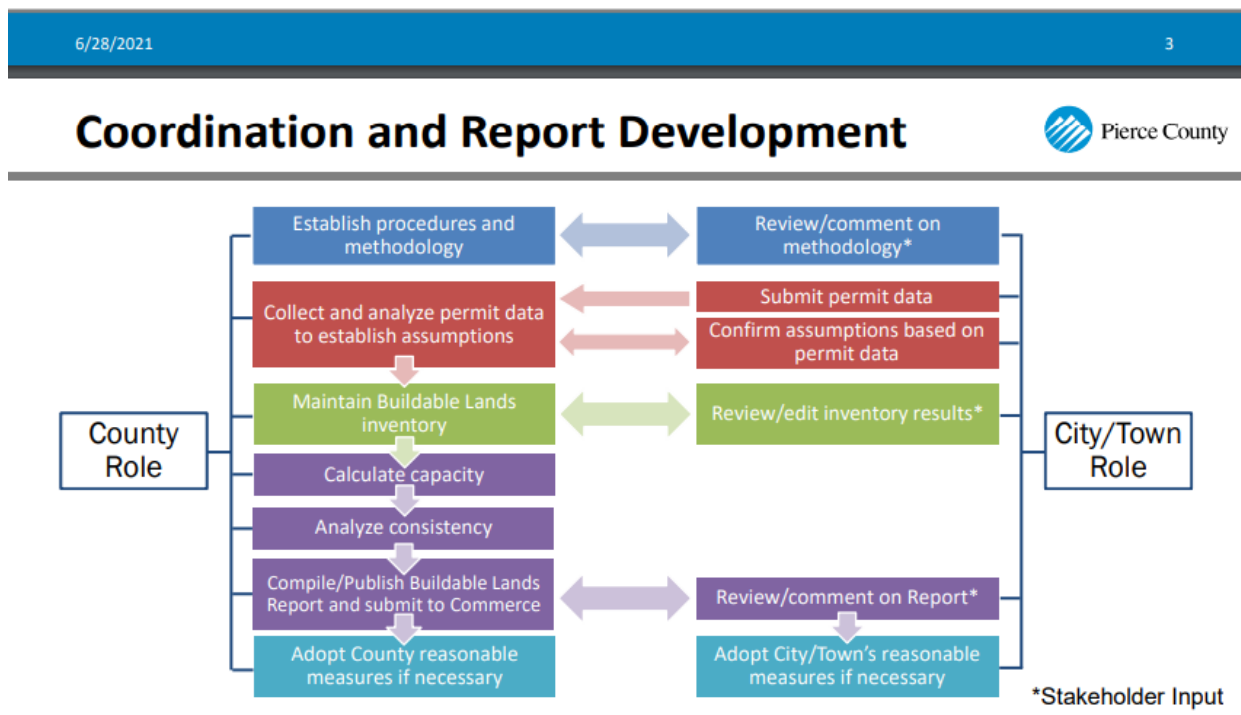 6/28/2021
3
Coordination and Report Development
Pierce County
Establish procedures and
methodology
Review/comment on
methodology*
Collect and analyze permit data
to establish assumptions
Submit permit data
Confirm assumptions based on
permit data
Maintain Buildable Lands
inventory
Review/edit inventory results*
County
Role
City/Town
Role
Calculate capacity
Analyze consistency
Compile/Publish Buildable Lands
Report and submit to Commerce
Review/comment on Report*
Adopt County reasonable
measures if necessary
Adopt City/Town's reasonable
measures if necessary
*Stakeholder Input